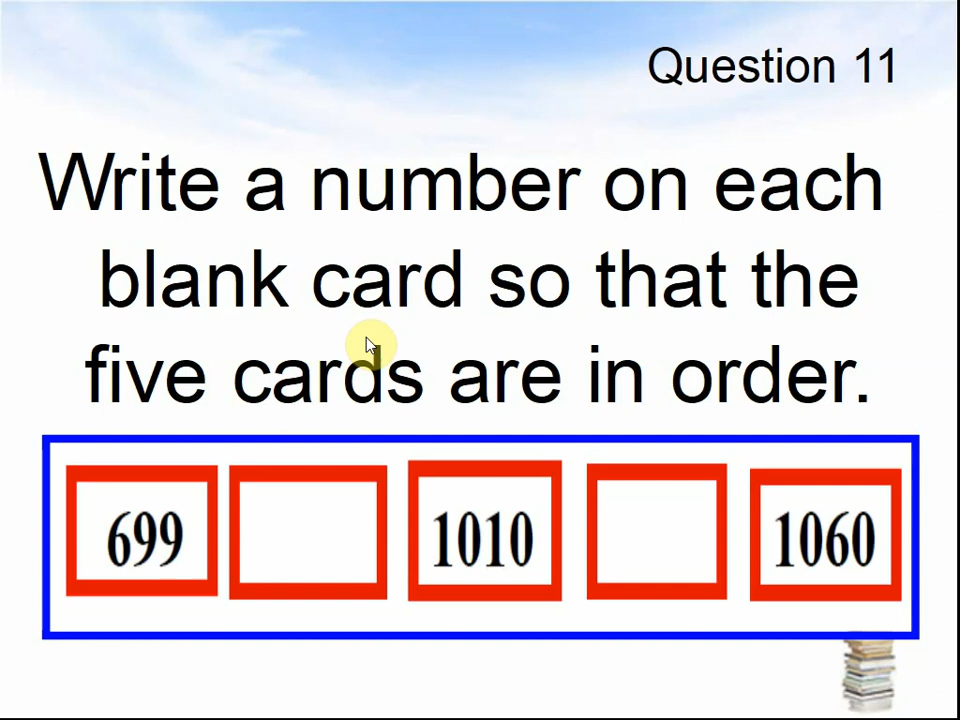 Question 11
Write a number on each
blank card so that the
five cards are in order.
699 1010 1060